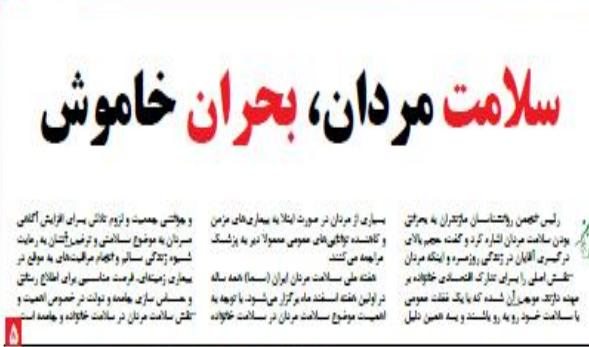 سلامت مردان، بحران خاموش
رئیس انجمن روانشناسان مازندران به بحرانی
بودن سلامت مردان اشاره کرد و گفت: حجم بالای
درگیری آقایان در زندگی روزمره و اینکه مردان
نقش اصلی را برای تدارک اقتصادی خانواده بر
عهده دارند، موجب آن شده که با یک غفلت عمومی
با سلامت خود رو به رو باشند و به همین دلیل
بسیاری از مردان در صورت ابتلا به بیماری‌های مزمن
و کاهنده توانایی‌های عمومی معمولا دیر به پزشک
مراجعه می‌کنند.
هفته ملی سلامت مردان ایران (سما) همه ساله
در اولین هفته اسفند ماه برگزار می‌شود. با توجه به
اهمیت موضوع سلامت مردان در سلامت خانواده
و جمعیت و لزوم تلاش برای افزایش آگاهی
مردان به موضوع سلامتی و ترغیب آنان به رعایت
شیوه زندگی سالم و انجام مراقبت‌های به موقع در
بیماری زمینه‌ای، فرصت مناسبی برای اطلاع رسانی
و حساس سازی جامعه و دولت در خصوص اهمیت و
نقش سلامت مردان در سلامت خانواده و جامعه است.
۵